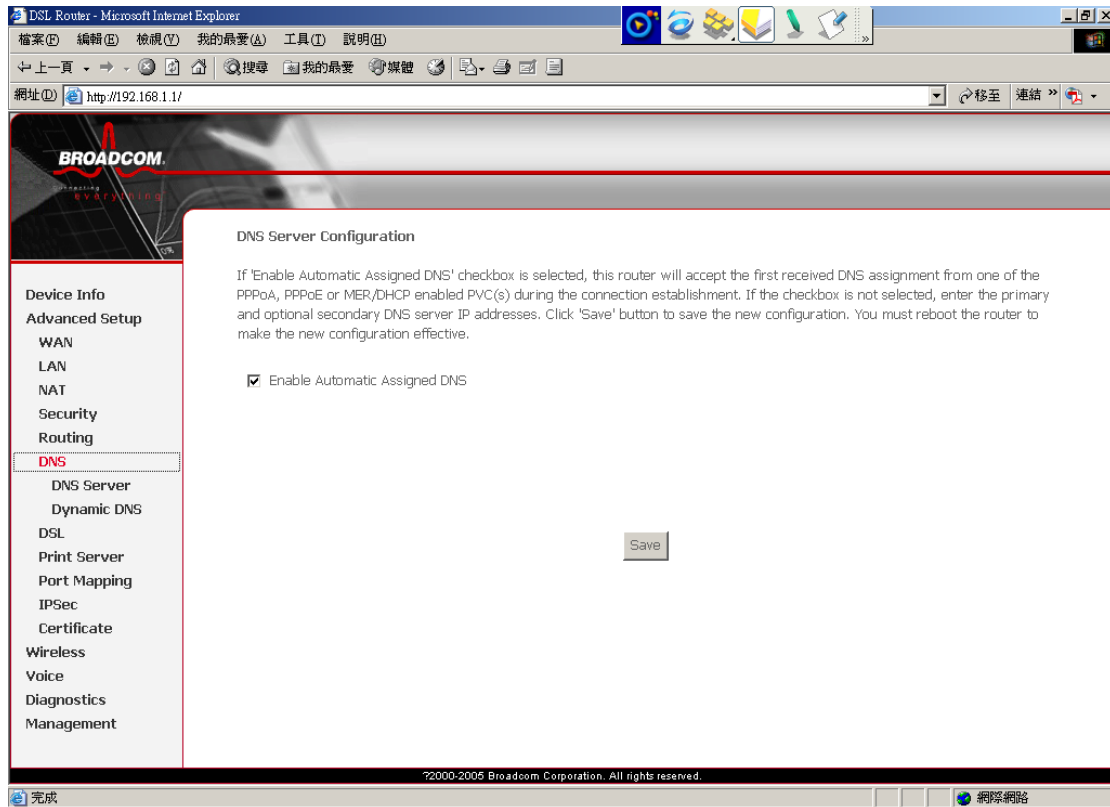 DSL Router - Microsoft Internet Explorer
檔案(F) 編輯(E) 檢視(V) 我的最愛(A) 工具(T) 說明(H)
上一頁 搜尋 我的最愛 媒體
網址(D) http://192.168.1.1/ 移至 連結
BROADCOM.
Connecting
everything
DNS Server Configuration
If 'Enable Automatic Assigned DNS' checkbox is selected, this router will accept the first received DNS assignment from one of the
PPPoA, PPPoE or MER/DHCP enabled PVC(s) during the connection establishment. If the checkbox is not selected, enter the primary
and optional secondary DNS server IP addresses. Click 'Save' button to save the new configuration. You must reboot the router to
make the new configuration effective.
Enable Automatic Assigned DNS
Save
Device Info
Advanced Setup
WAN
LAN
NAT
Security
Routing
DNS
DNS Server
Dynamic DNS
DSL
Print Server
Port Mapping
IPSec
Certificate
Wireless
Voice
Diagnostics
Management
?2000-2005 Broadcom Corporation. All rights reserved.
完成 網際網路